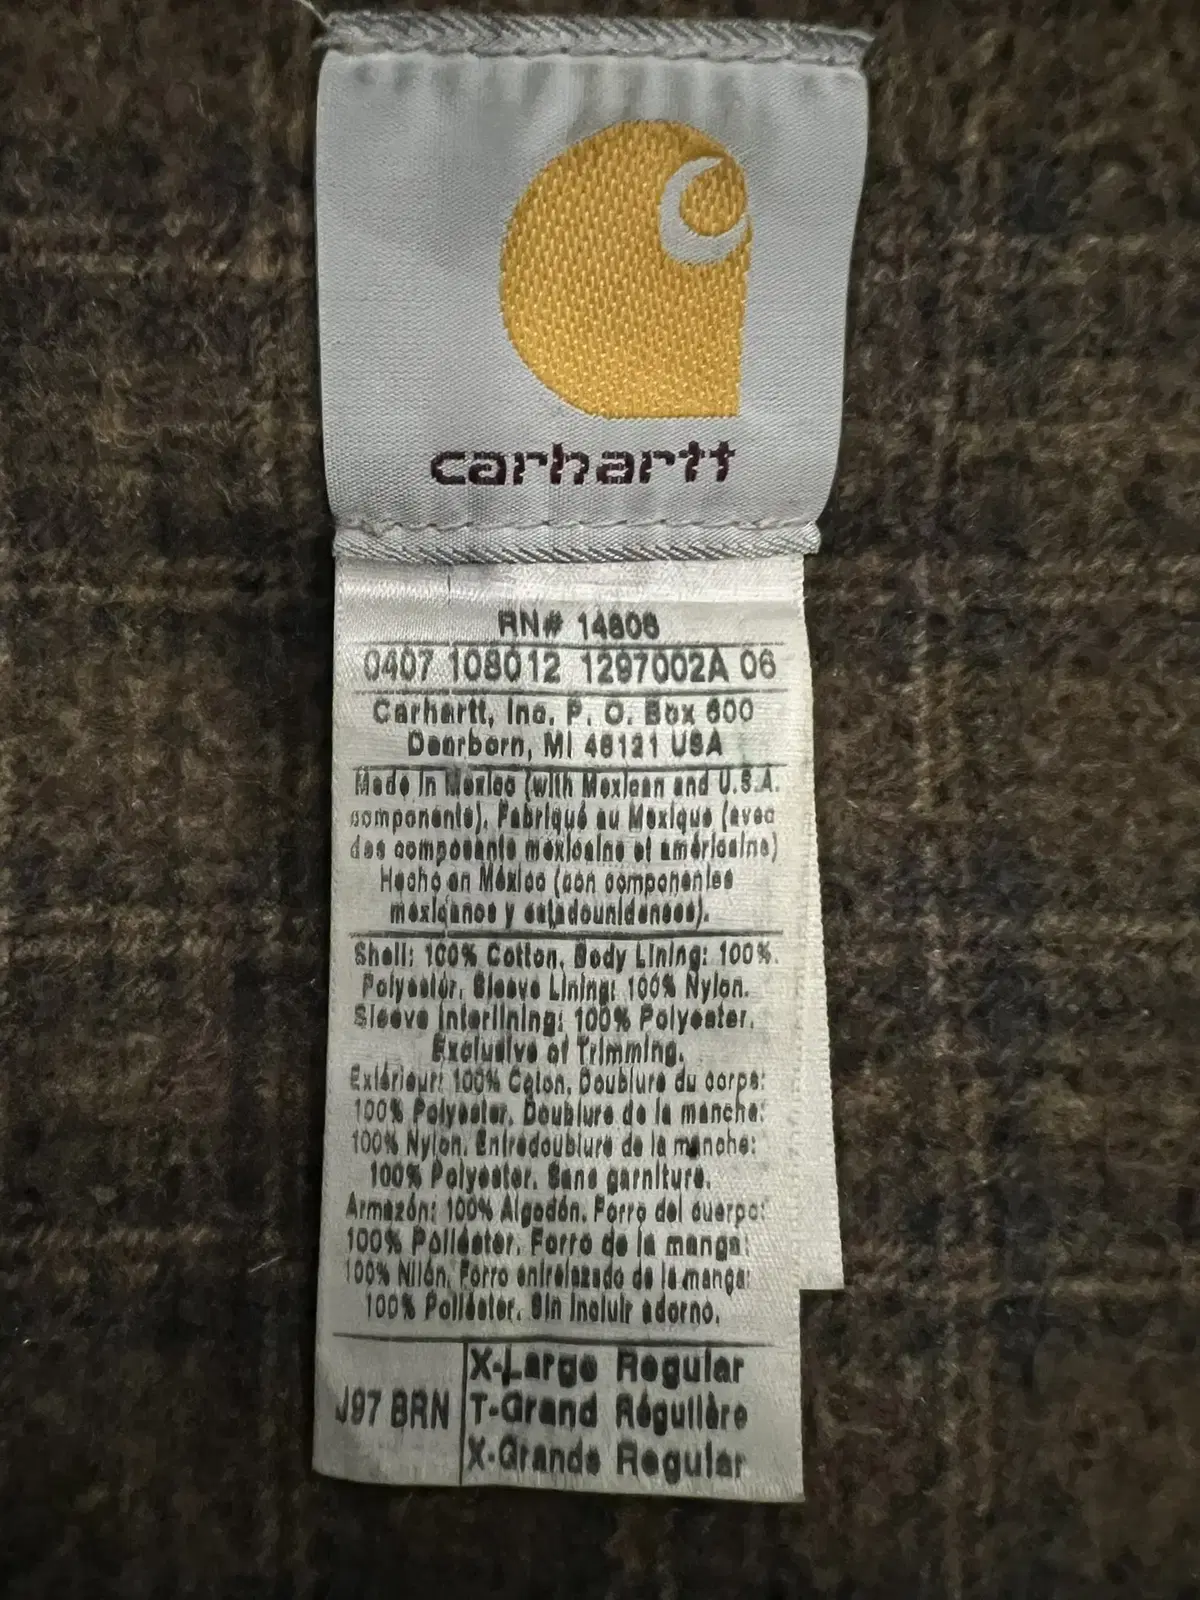 carhartt
RN# 14806
0407 108012 1297002A 06
Carhartt, Inc. P. O. Box 600
Dearborn, MI 48121 USA
Made in Mexico (with Mexican and U.S.A.
components). Fabriqué au Mexique (avec
des composants mexicains et américains)
Hecho en México (con componentes
mexicanos y estadounidenses).
Shell: 100% Cotton, Body Lining: 100%
Polyester, Sleeve Lining: 100% Nylon.
Sleeve Interlining: 100% Polyester.
Exclusive of Trimming.
Extérieur: 100% Coton. Doublure du corps:
100% Polyester. Doublure de la manche:
100% Nylon. Entredoublure de la manche:
100% Polyester. Sans garniture.
Armazón: 100% Algodón. Forro del cuerpo:
100% Poliéster. Forro de la manga:
100% Nilón. Forro entrelazado de la manga:
100% Poliéster. Sin incluir adorno.
J97 BRN
X-Large Regular
T-Grand Régulière
X-Grande Regular